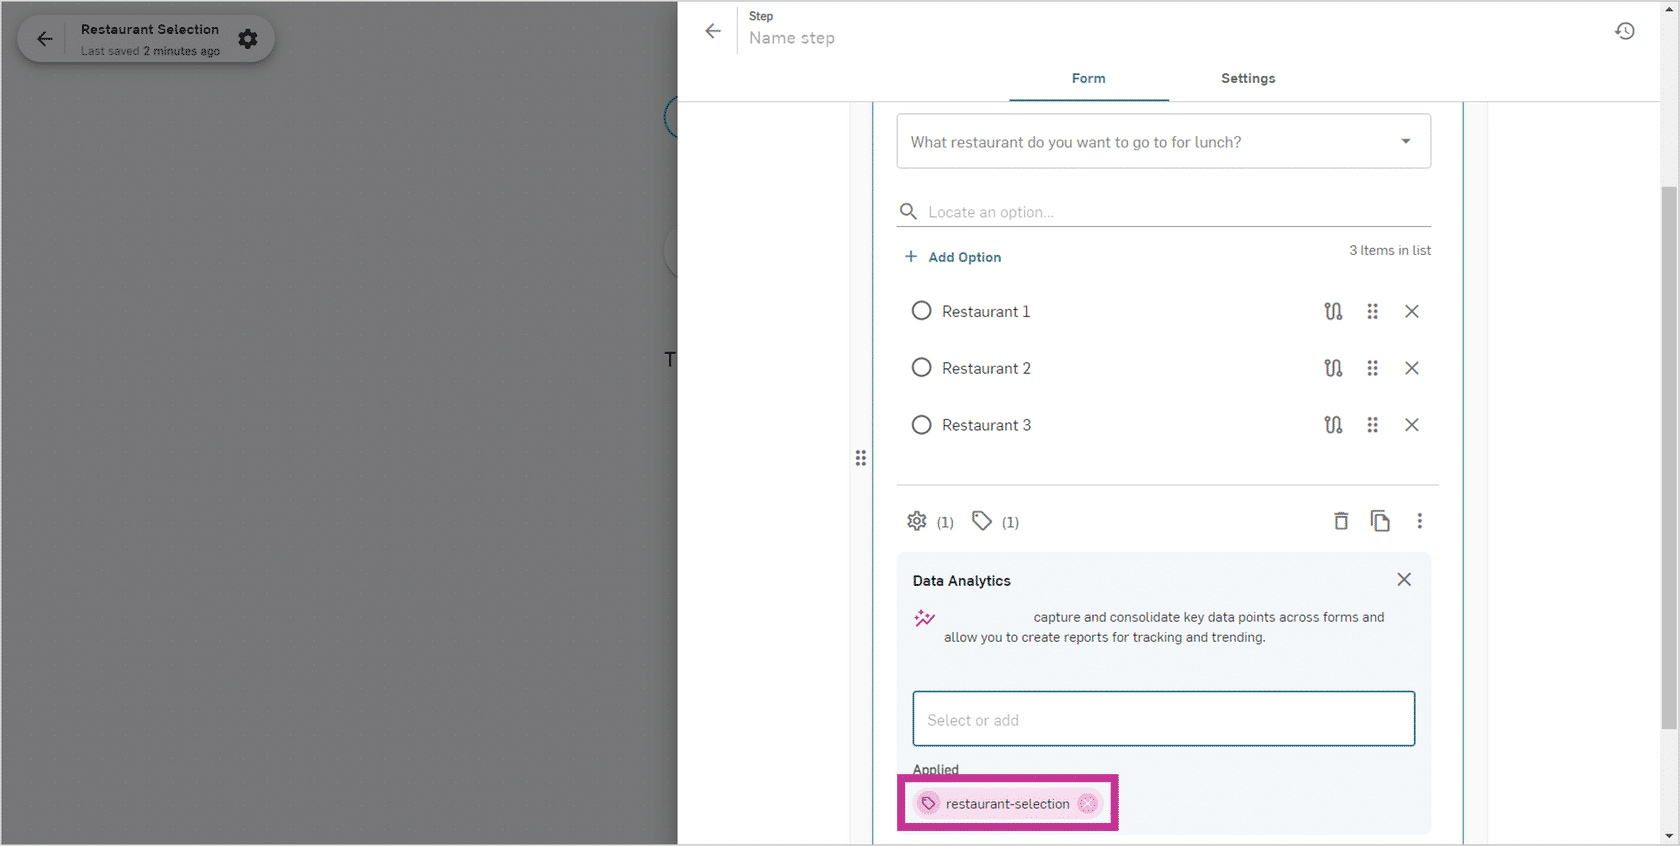 Restaurant Selection
Last saved 2 minutes ago
T
Step
Name step
Form
Settings
What restaurant do you want to go to for lunch?
Locate an option...
Add Option
3 Items in list
Restaurant 1
Restaurant 2
Restaurant 3
(1)
(1)
Data Analytics
capture and consolidate key data points across forms and
allow you to create reports for tracking and trending.
Select or add
Applied
restaurant-selection